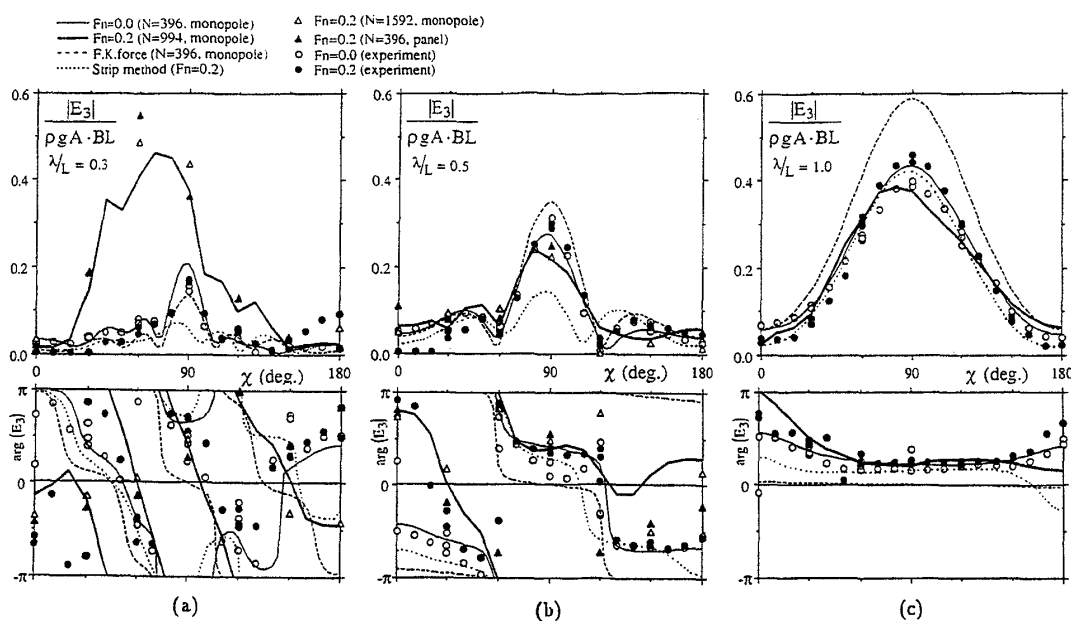 Fn=0.0 (N=396, monopole)
Fn=0.2 (N=994, monopole)
F.K.force (N=396, monopole)
Strip method (Fn=0.2)
△ Fn=0.2 (N=1592, monopole)
▲ Fn=0.2 (N=396, panel)
○ Fn=0.0 (experiment)
● Fn=0.2 (experiment)
0.6
|E₃|
ρgA·BL
λ/L = 0.3
0.4
0.2
0.0
0
90
χ (deg.)
180
π
arg (E₃)
0
-π
(a)
0.6
|E₃|
ρgA·BL
λ/L = 0.5
0.4
0.2
0.0
0
90
χ (deg.)
180
π
arg (E₃)
0
-π
(b)
0.6
|E₃|
ρgA·BL
λ/L = 1.0
0.4
0.2
0.0
0
90
χ (deg.)
180
π
arg (E₃)
0
-π
(c)